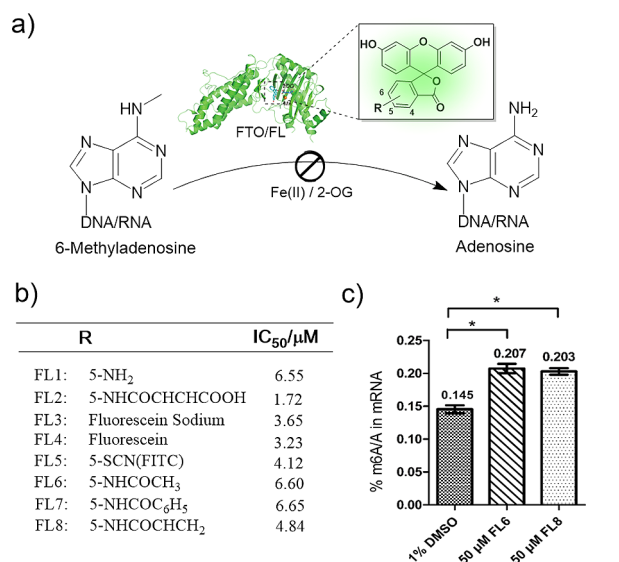 a)
HO
O
OH
O
O
6
R
5
4
HN
N
N
N
N
DNA/RNA
6-Methyladenosine
FTO/FL
Fe(II) / 2-OG
NH2
N
N
N
N
DNA/RNA
Adenosine
b)
R IC50/µM
FL1: 5-NH2 6.55
FL2: 5-NHCOCHCHCOOH 1.72
FL3: Fluorescein Sodium 3.65
FL4: Fluorescein 3.23
FL5: 5-SCN(FITC) 4.12
FL6: 5-NHCOCH3 6.60
FL7: 5-NHCOC6H5 6.65
FL8: 5-NHCOCHCH2 4.84
c)
*
*
% m6A/A in mRNA
0.25
0.20
0.15
0.10
0.05
0.00
0.145
0.207
0.203
1% DMSO
50 µM FL6
50 µM FL8